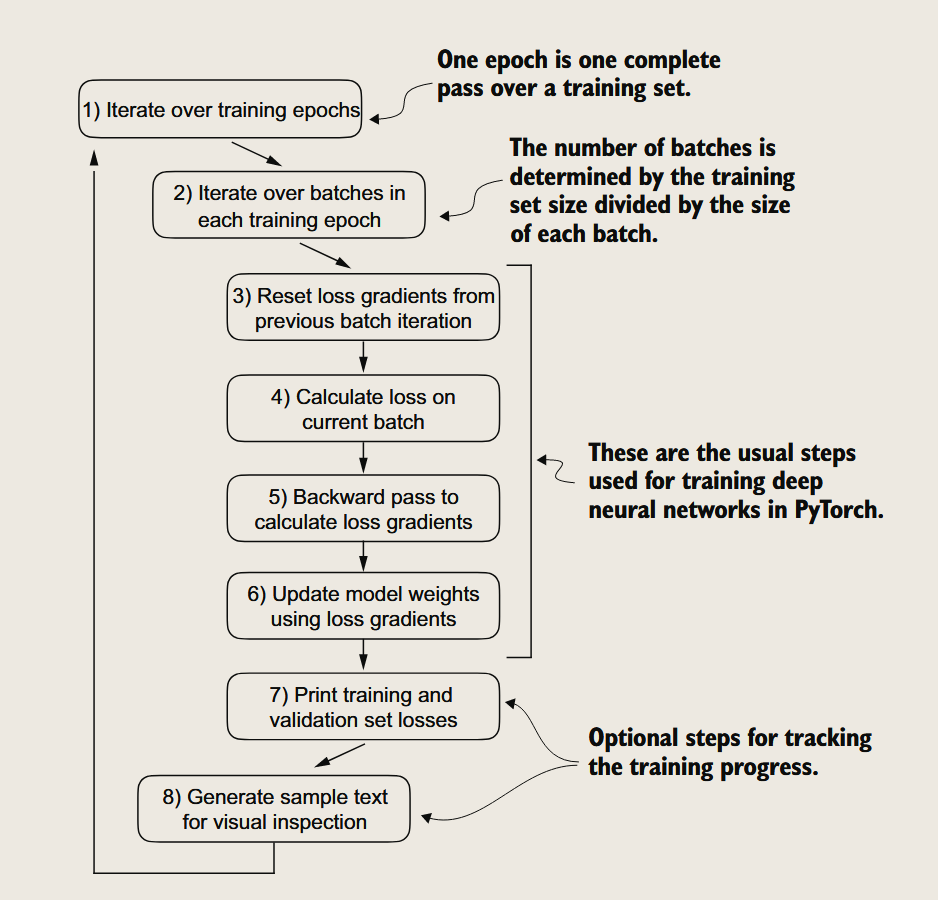 One epoch is one complete
pass over a training set.
1) Iterate over training epochs
The number of batches is
determined by the training
set size divided by the size
of each batch.
2) Iterate over batches in
each training epoch
3) Reset loss gradients from
previous batch iteration
4) Calculate loss on
current batch
These are the usual steps
used for training deep
neural networks in PyTorch.
5) Backward pass to
calculate loss gradients
6) Update model weights
using loss gradients
7) Print training and
validation set losses
Optional steps for tracking
the training progress.
8) Generate sample text
for visual inspection